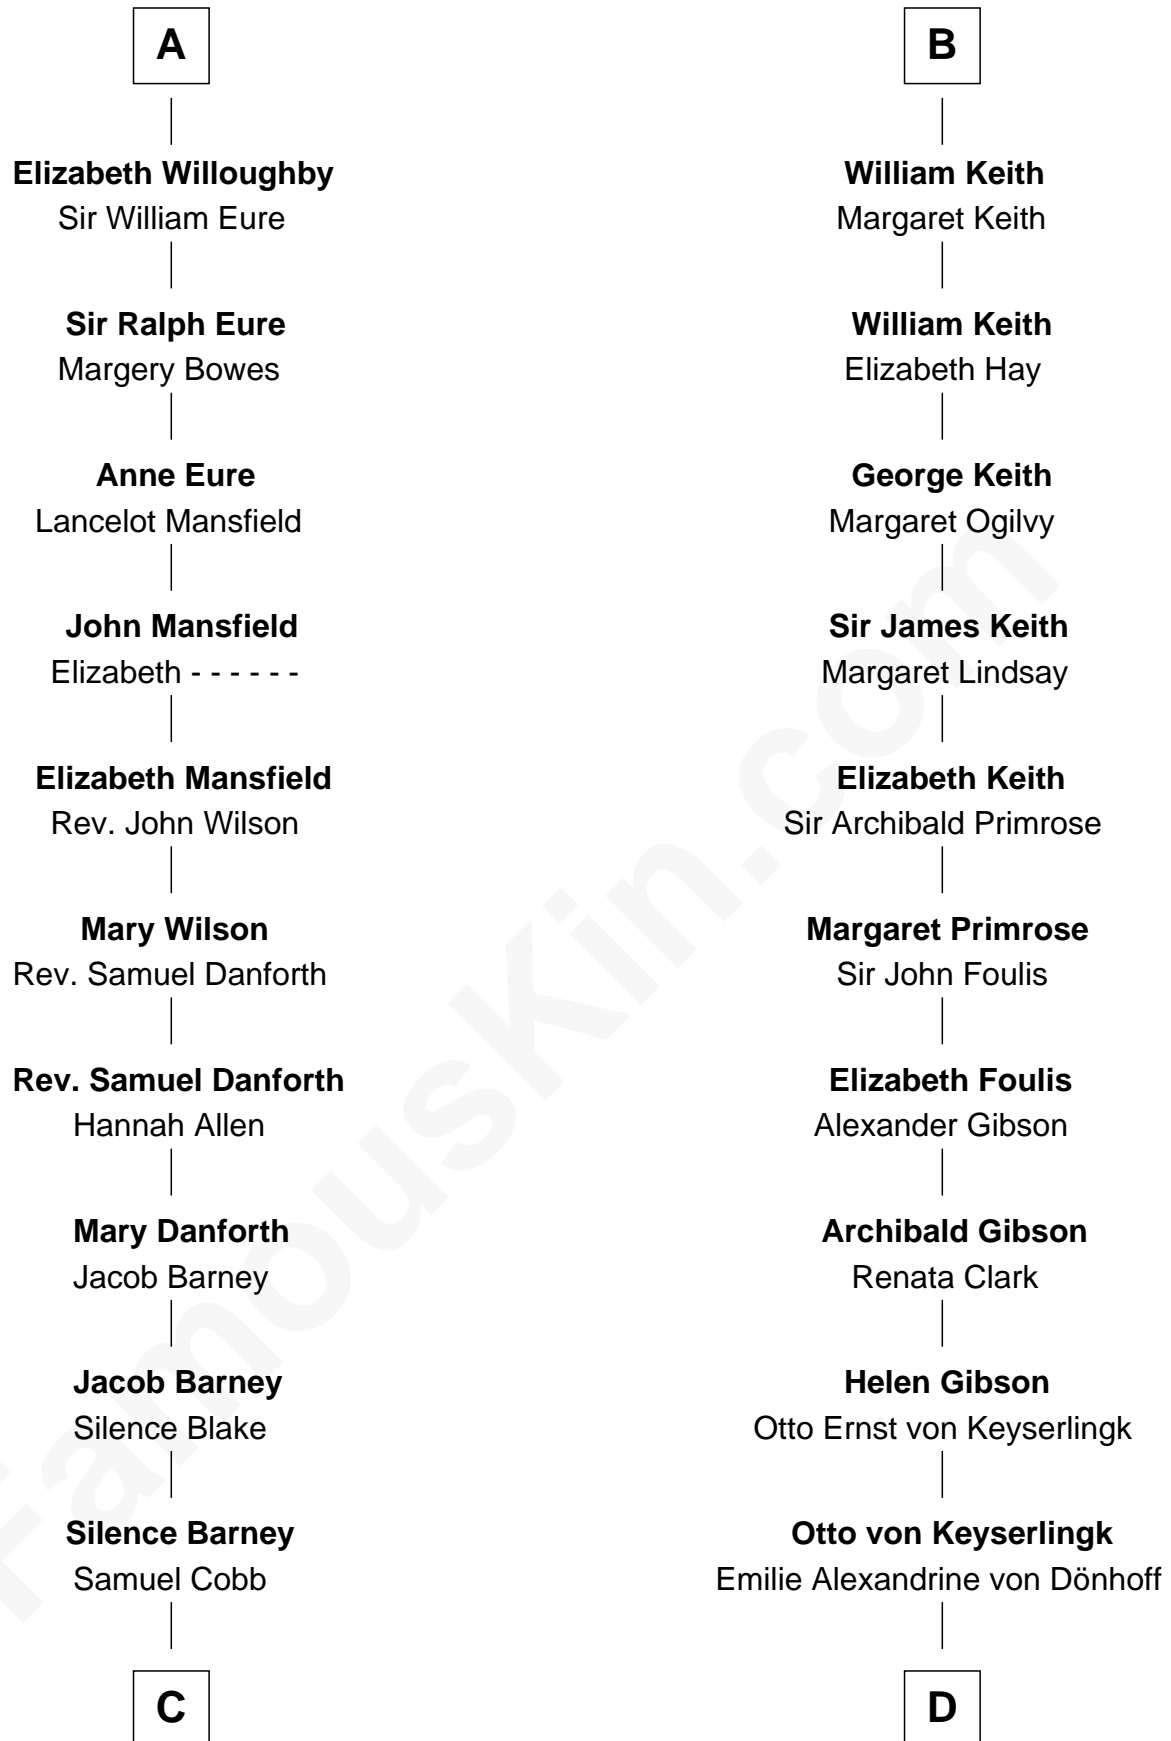 A
Elizabeth Willoughby
Sir William Eure
Sir Ralph Eure
Margery Bowes
Anne Eure
Lancelot Mansfield
John Mansfield
Elizabeth - - - - - -
Elizabeth Mansfield
Rev. John Wilson
Mary Wilson
Rev. Samuel Danforth
Rev. Samuel Danforth
Hannah Allen
Mary Danforth
Jacob Barney
Jacob Barney
Silence Blake
Silence Barney
Samuel Cobb
C
B
William Keith
Margaret Keith
William Keith
Elizabeth Hay
George Keith
Margaret Ogilvy
Sir James Keith
Margaret Lindsay
Elizabeth Keith
Sir Archibald Primrose
Margaret Primrose
Sir John Foulis
Elizabeth Foulis
Alexander Gibson
Archibald Gibson
Renata Clark
Helen Gibson
Otto Ernst von Keyserlingk
Otto von Keyserlingk
Emilie Alexandrine von Dönhoff
D
FamousKin.com